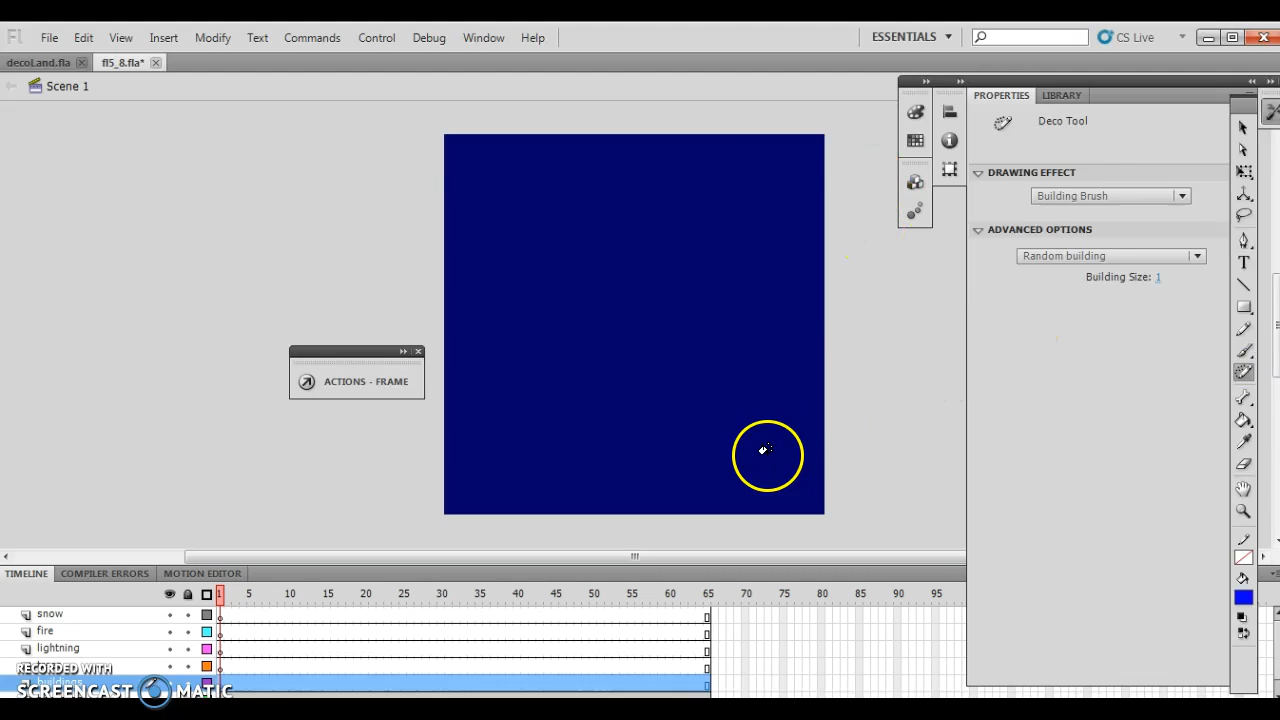 Fl File Edit View Insert Modify Text Commands Control Debug Window Help ESSENTIALS CS Live
decoLand.fla fl5_8.fla*
Scene 1
PROPERTIES LIBRARY
Deco Tool
DRAWING EFFECT
Building Brush
ADVANCED OPTIONS
Random building
Building Size: 1
ACTIONS - FRAME
TIMELINE COMPILER ERRORS MOTION EDITOR
1 5 10 15 20 25 30 35 40 45 50 55 60 65 70 75 80 85 90 95
snow
fire
lightning
buildings
RECORDED WITH
SCREENCAST MATIC